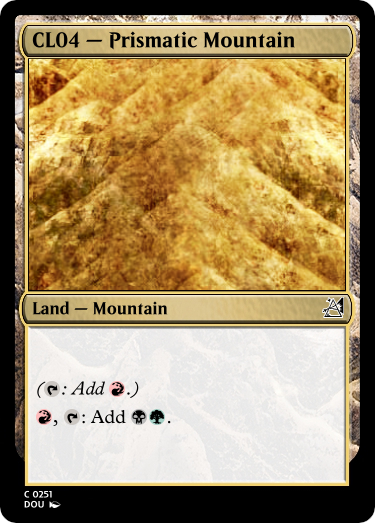 CL04 — Prismatic Mountain
Land — Mountain
(: Add .)
, : Add .
C 0251
DOU